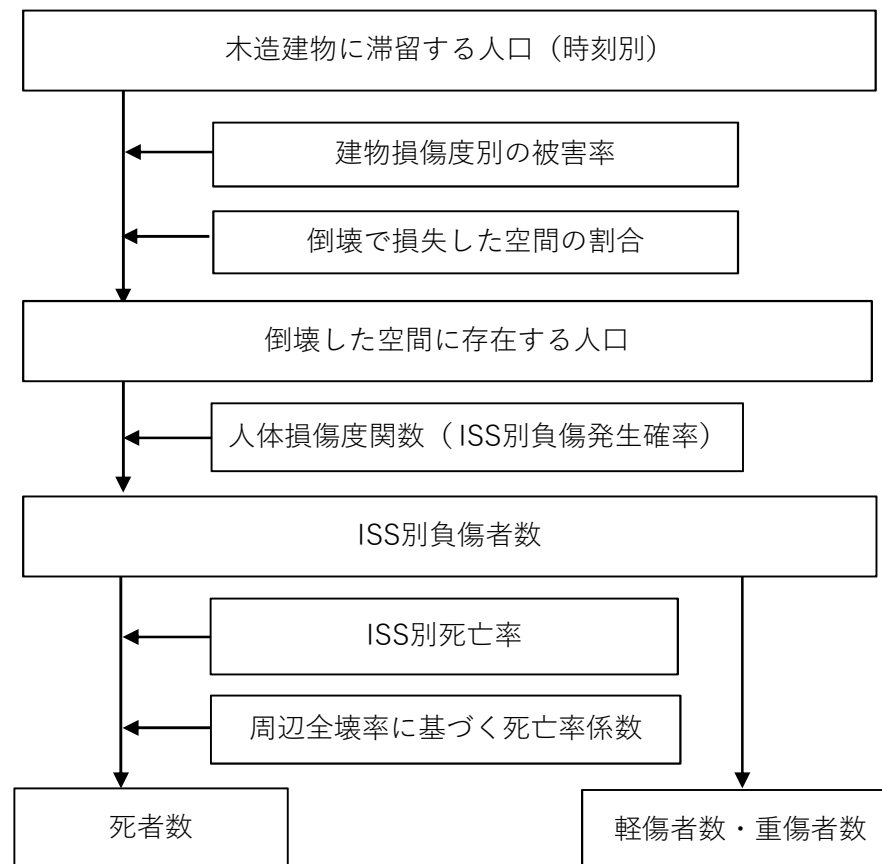 木造建物に滞留する人口（時刻別）
建物損傷度別の被害率
倒壊で損失した空間の割合
倒壊した空間に存在する人口
人体損傷度関数（ISS別負傷発生確率）
ISS別負傷者数
ISS別死亡率
周辺全壊率に基づく死亡率係数
死者数
軽傷者数・重傷者数